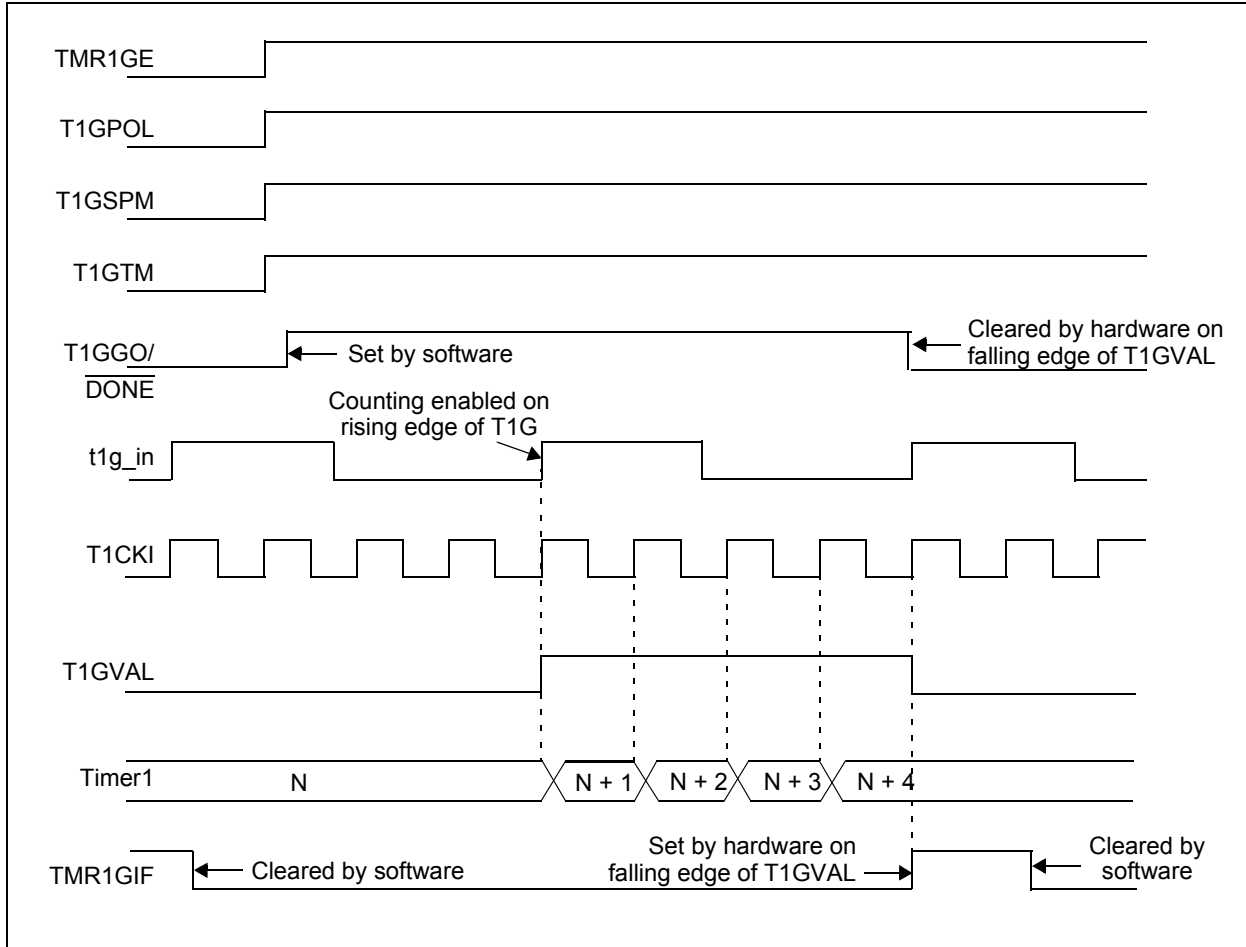 TMR1GE
T1GPOL
T1GSPM
T1GTM
T1GGO/
DONE
Set by software
Cleared by hardware on
falling edge of T1GVAL
Counting enabled on
rising edge of T1G
t1g_in
T1CKI
T1GVAL
Timer1
N
N + 1
N + 2
N + 3
N + 4
TMR1GIF
Cleared by software
Set by hardware on
falling edge of T1GVAL
Cleared by
software